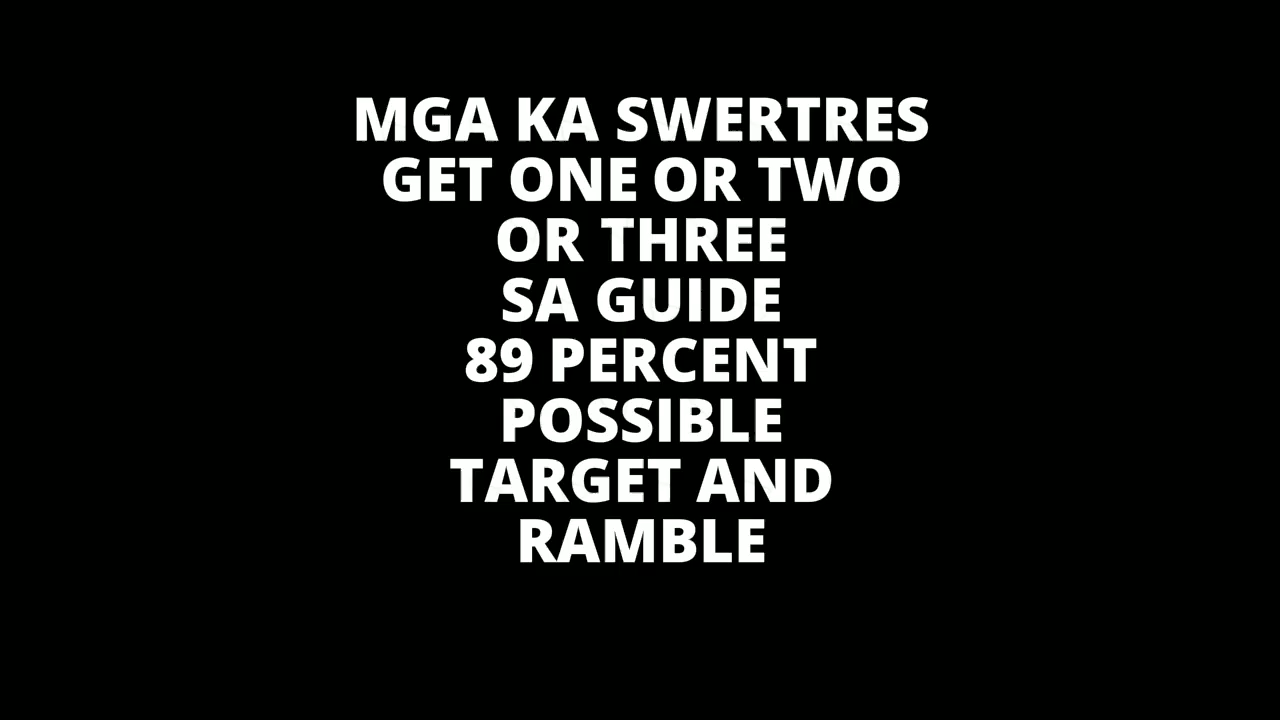 MGA KA SWERTRES
GET ONE OR TWO
OR THREE
SA GUIDE
89 PERCENT
POSSIBLE
TARGET AND
RAMBLE